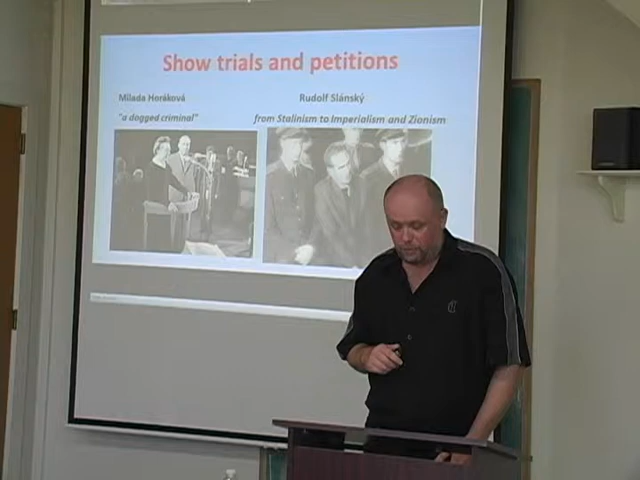 Show trials and petitions
Milada Horáková
Rudolf Slánský
"a dogged criminal"
from Stalinism to Imperialism and Zionism